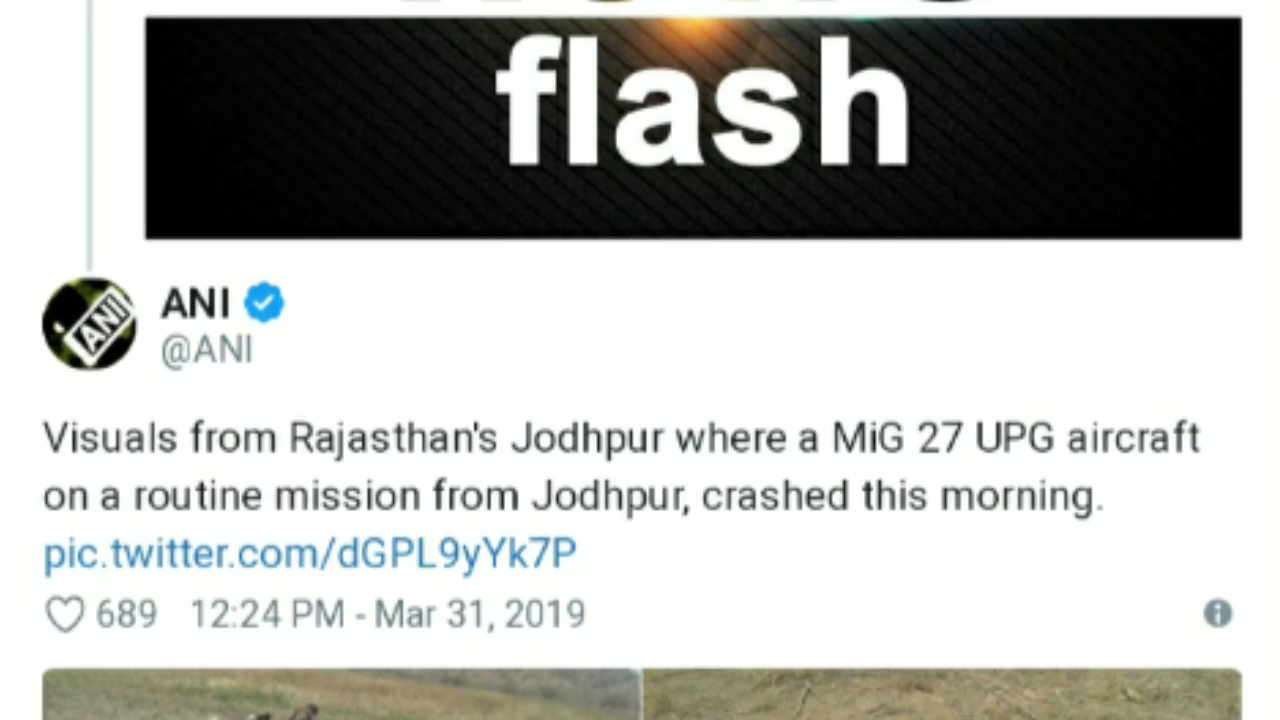 flash
ANI
ANI
@ANI
Visuals from Rajasthan's Jodhpur where a MiG 27 UPG aircraft
on a routine mission from Jodhpur, crashed this morning.
pic.twitter.com/dGPL9yYk7P
689 12:24 PM - Mar 31, 2019